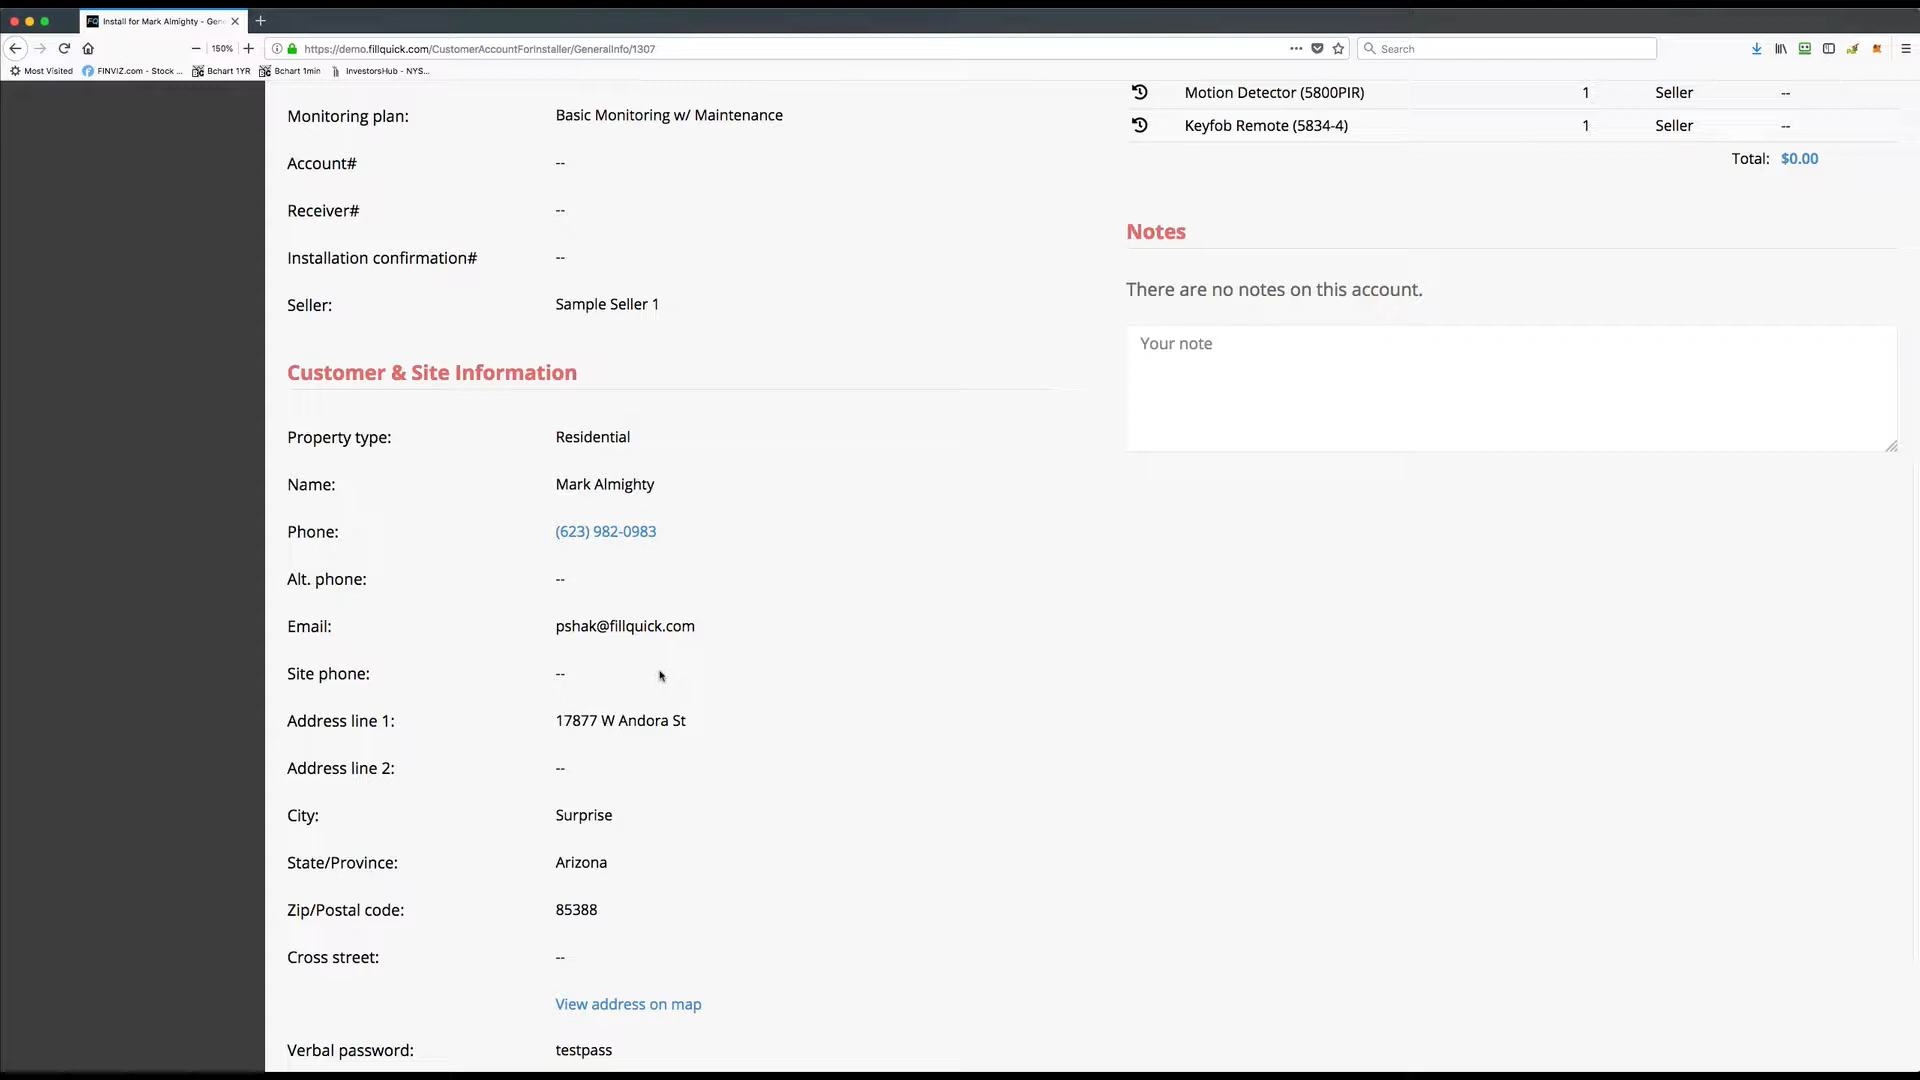 Install for Mark Almighty - Gen
150%
https://demo.fillquick.com/CustomerAccountForInstaller/GeneralInfo/1307
Search
Most Visited
FINVIZ.com - Stock ...
Bchart 1YR
Bchart 1min
InvestorsHub - NYS...
Monitoring plan: Basic Monitoring w/ Maintenance
Account# --
Receiver# --
Installation confirmation# --
Seller: Sample Seller 1
Customer & Site Information
Property type: Residential
Name: Mark Almighty
Phone: (623) 982-0983
Alt. phone: --
Email: pshak@fillquick.com
Site phone: --
Address line 1: 17877 W Andora St
Address line 2: --
City: Surprise
State/Province: Arizona
Zip/Postal code: 85388
Cross street: --
View address on map
Verbal password: testpass
Motion Detector (5800PIR) 1 Seller --
Keyfob Remote (5834-4) 1 Seller --
Total: $0.00
Notes
There are no notes on this account.
Your note